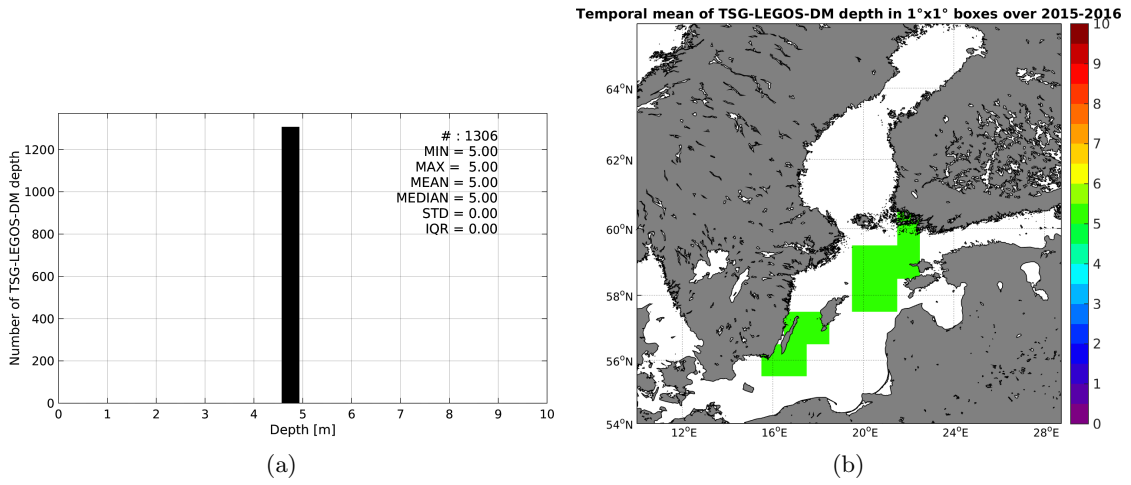 Temporal mean of TSG-LEGOS-DM depth in 1°x1° boxes over 2015-2016
Number of TSG-LEGOS-DM depth
1200
1000
800
600
400
200
0
# : 1306
MIN = 5.00
MAX = 5.00
MEAN = 5.00
MEDIAN = 5.00
STD = 0.00
IQR = 0.00
0 1 2 3 4 5 6 7 8 9 10
Depth [m]
(a)
64°N
62°N
60°N
58°N
56°N
54°N
12°E 16°E 20°E 24°E 28°E
10
9
8
7
6
5
4
3
2
1
0
(b)